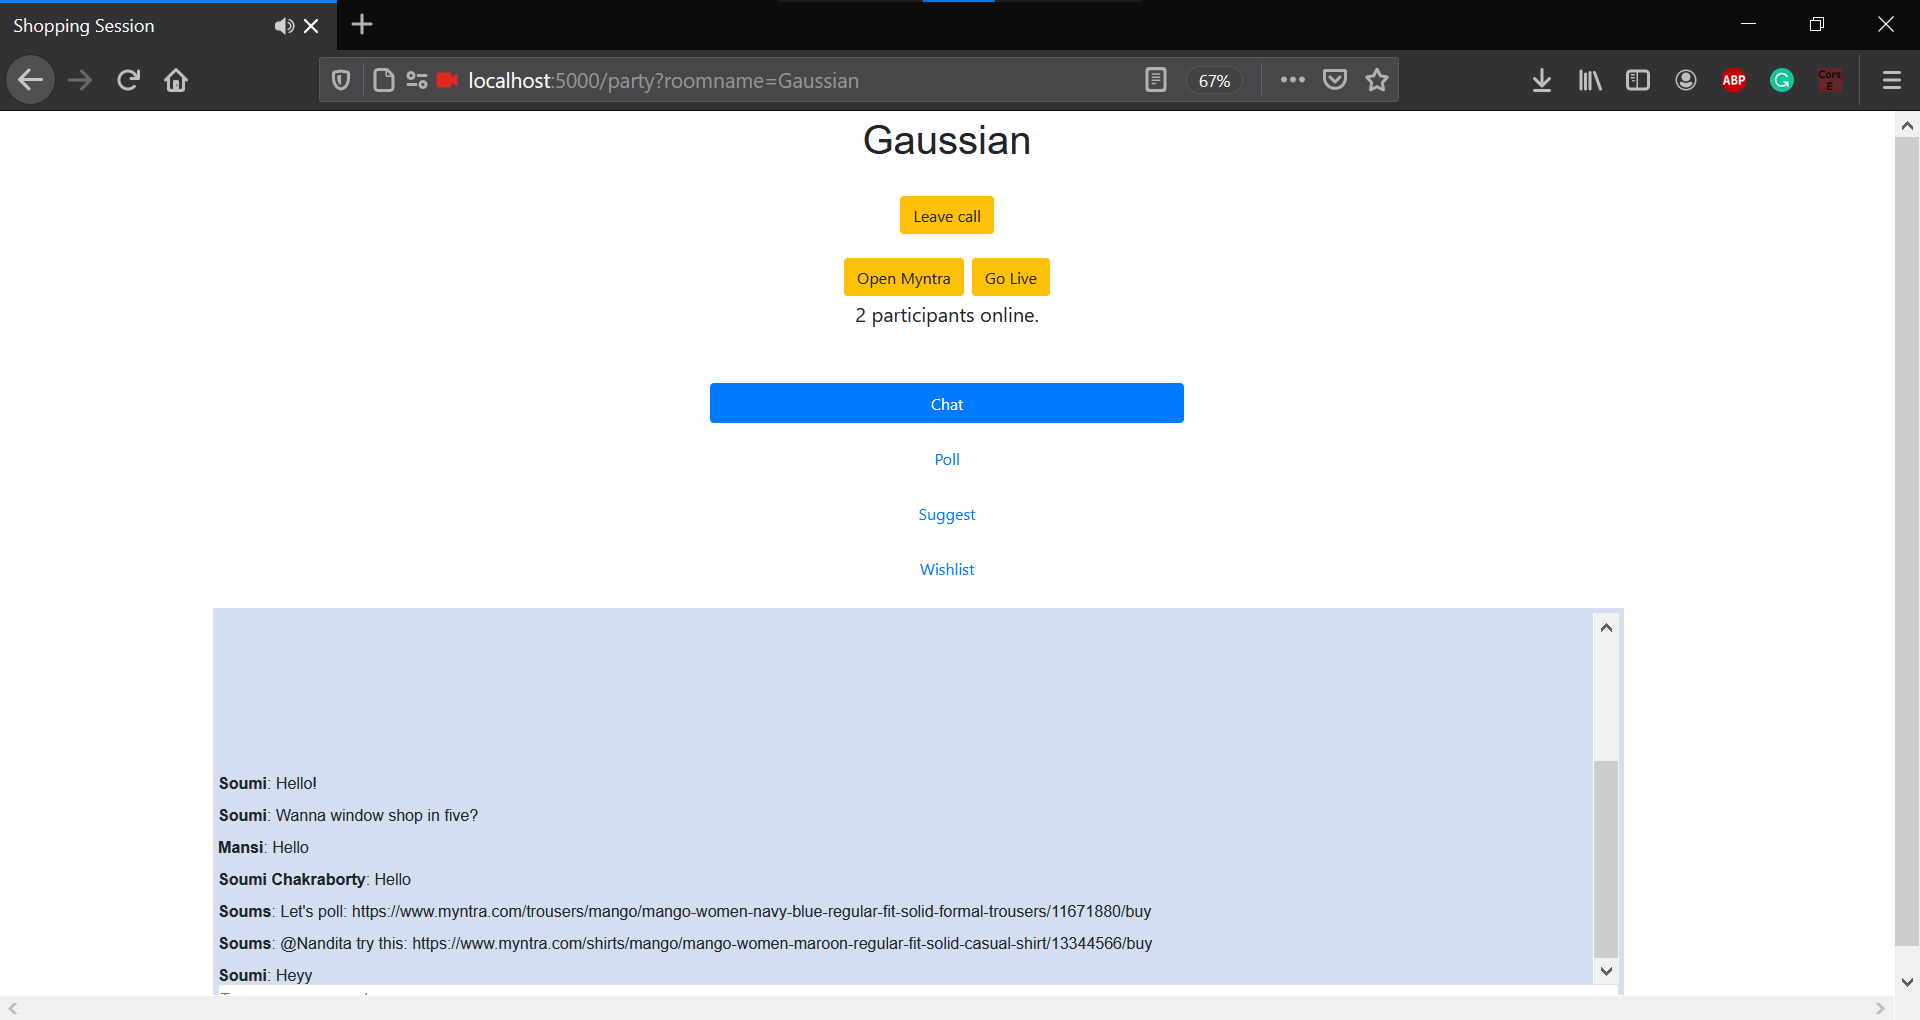 Shopping Session
localhost:5000/party?roomname=Gaussian
67%
ABP
Cors
E
Gaussian
Leave call
Open Myntra Go Live
2 participants online.
Chat
Poll
Suggest
Wishlist
Soumi: Hello!
Soumi: Wanna window shop in five?
Mansi: Hello
Soumi Chakraborty: Hello
Soums: Let's poll: https://www.myntra.com/trousers/mango/mango-women-navy-blue-regular-fit-solid-formal-trousers/11671880/buy
Soums: @Nandita try this: https://www.myntra.com/shirts/mango/mango-women-maroon-regular-fit-solid-casual-shirt/13344566/buy
Soumi: Heyy